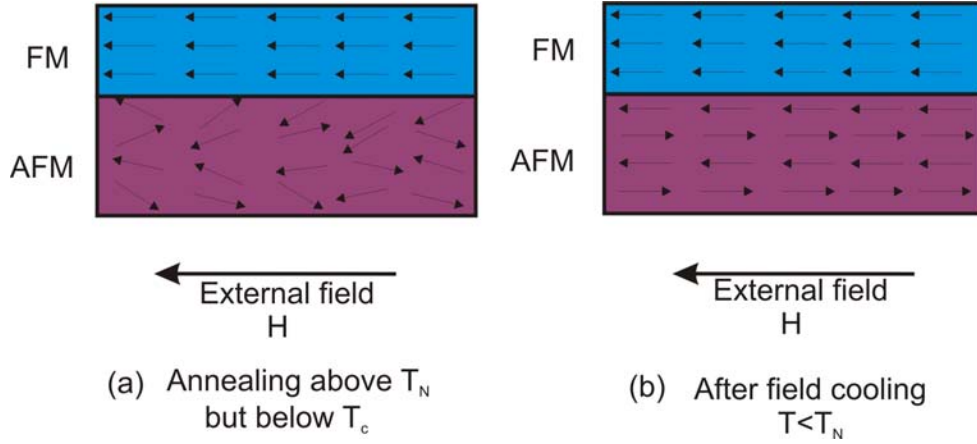 FM
AFM
External field
H
(a) Annealing above T_N
but below T_c
FM
AFM
External field
H
(b) After field cooling
T<T_N